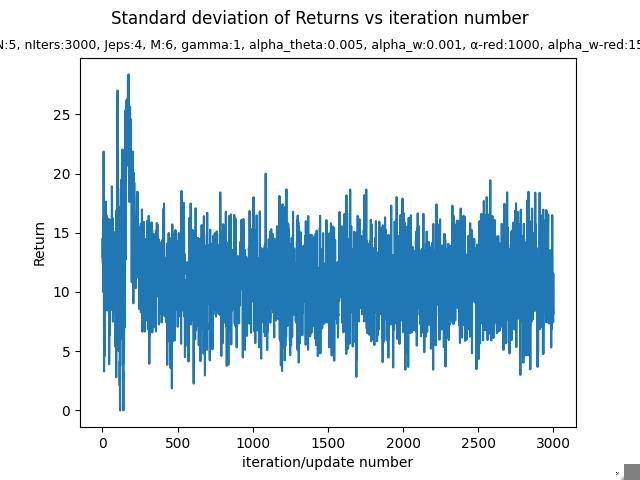 Standard deviation of Returns vs iteration number
N:5, nIters:3000, Jeps:4, M:6, gamma:1, alpha_theta:0.005, alpha_w:0.001, α-red:1000, alpha_w-red:15
25
20
15
10
5
0
Return
0 500 1000 1500 2000 2500 3000
iteration/update number